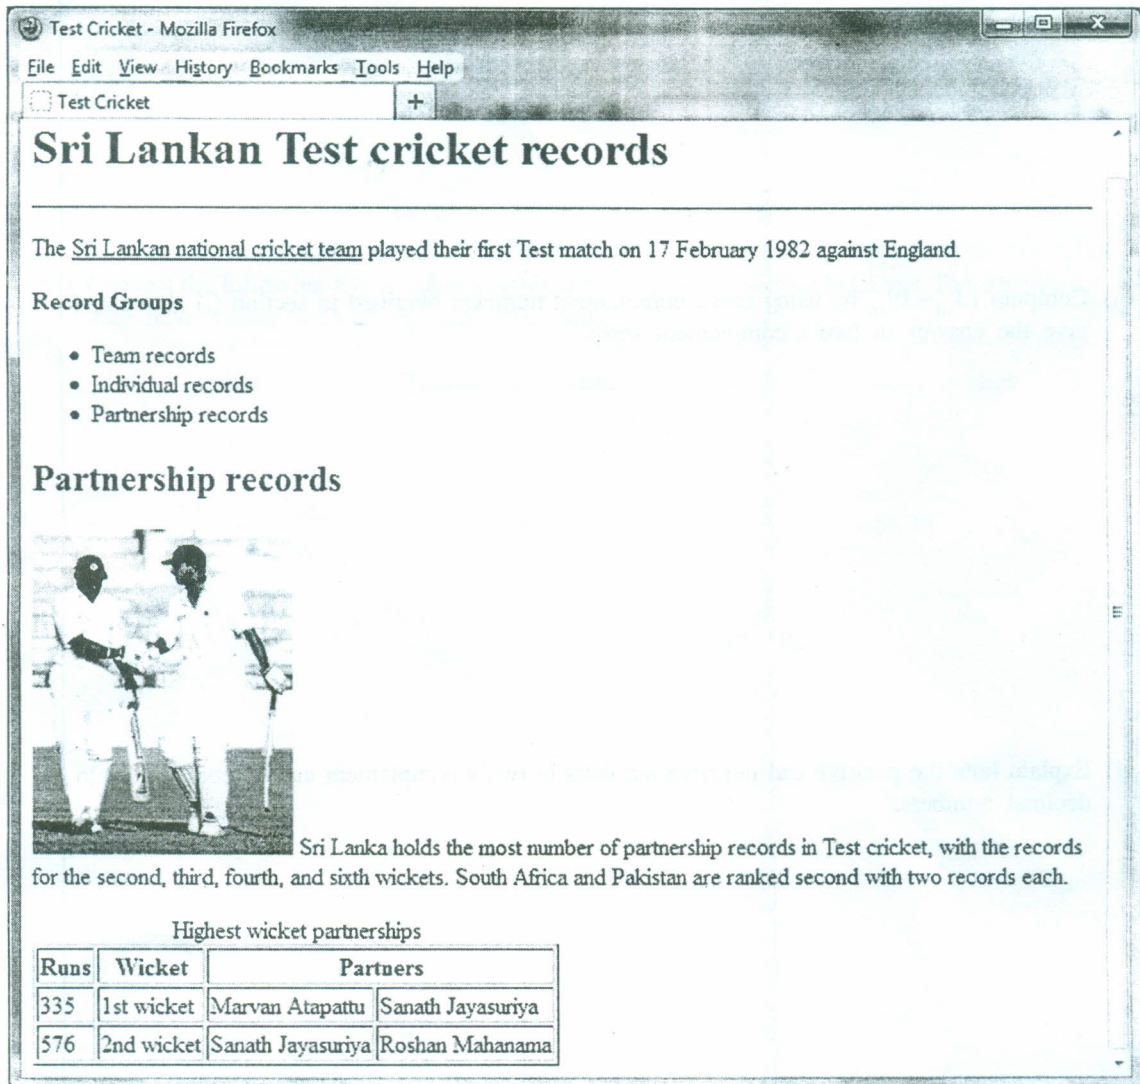 Test Cricket - Mozilla Firefox
File Edit View History Bookmarks Tools Help
Test Cricket +
Sri Lankan Test cricket records
The Sri Lankan national cricket team played their first Test match on 17 February 1982 against England.
Record Groups
• Team records
• Individual records
• Partnership records
Partnership records
Sri Lanka holds the most number of partnership records in Test cricket, with the records
for the second, third, fourth, and sixth wickets. South Africa and Pakistan are ranked second with two records each.
Highest wicket partnerships
Runs Wicket Partners
335 1st wicket Marvan Atapattu Sanath Jayasuriya
576 2nd wicket Sanath Jayasuriya Roshan Mahanama